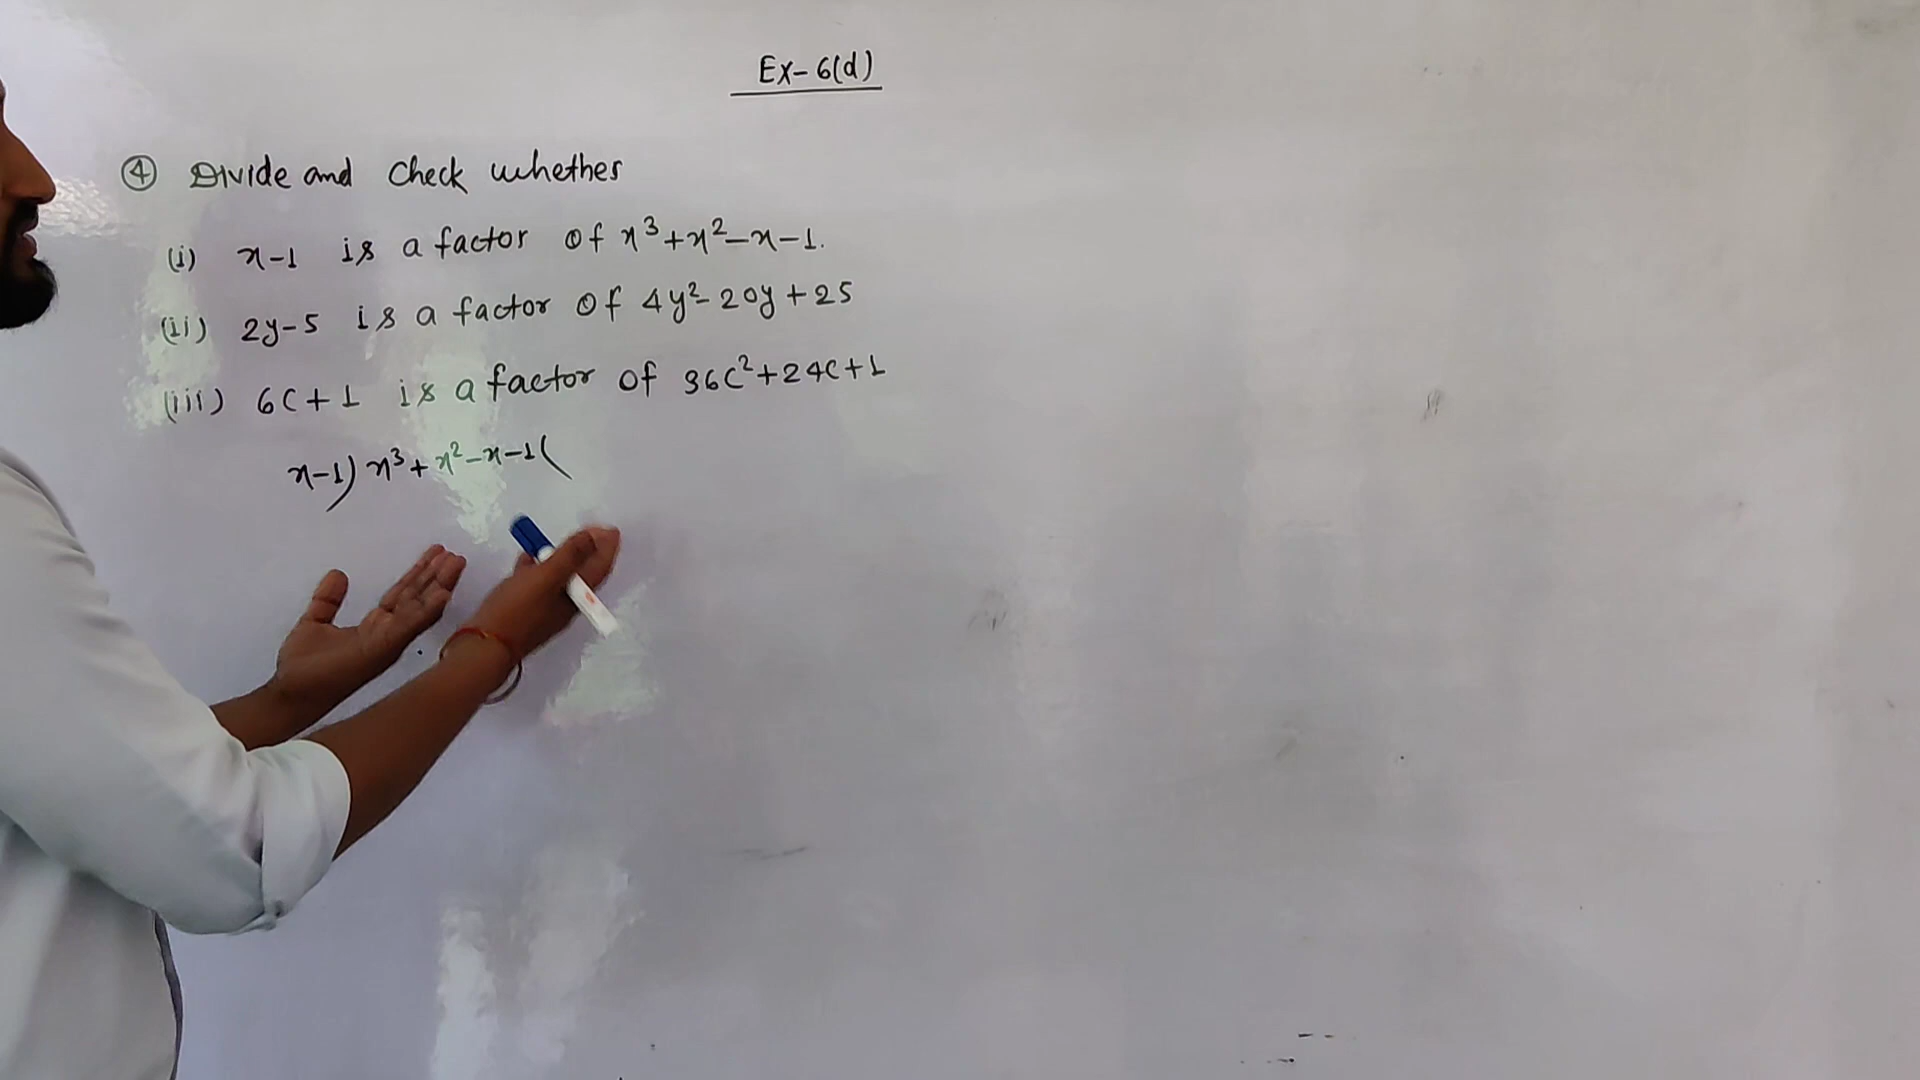 Ex-6(d)
④ Divide and check whether
(i) x-1 is a factor of x³+x²-x-1.
(ii) 2y-5 is a factor of 4y²-20y+25
(iii) 6C+1 is a factor of 36C²+24C+1
x-1) x³+x²-x-1(